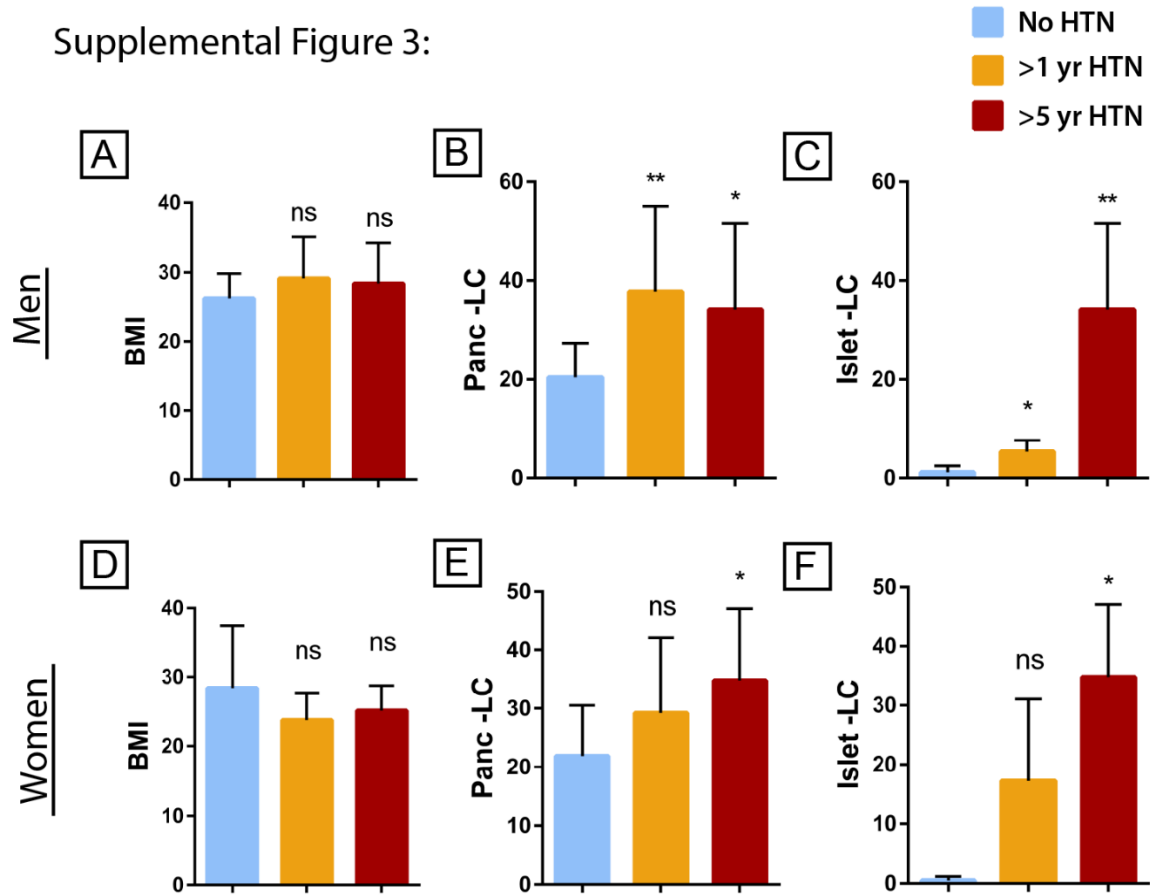 Supplemental Figure 3:
No HTN
>1 yr HTN
>5 yr HTN
Men
A
BMI
40
30
20
10
0
ns
ns
B
Panc -LC
60
40
20
0
**
*
C
Islet -LC
60
40
20
0
*
**
Women
D
BMI
40
30
20
10
0
ns
ns
E
Panc -LC
50
40
30
20
10
0
ns
*
F
Islet -LC
50
40
30
20
10
0
ns
*